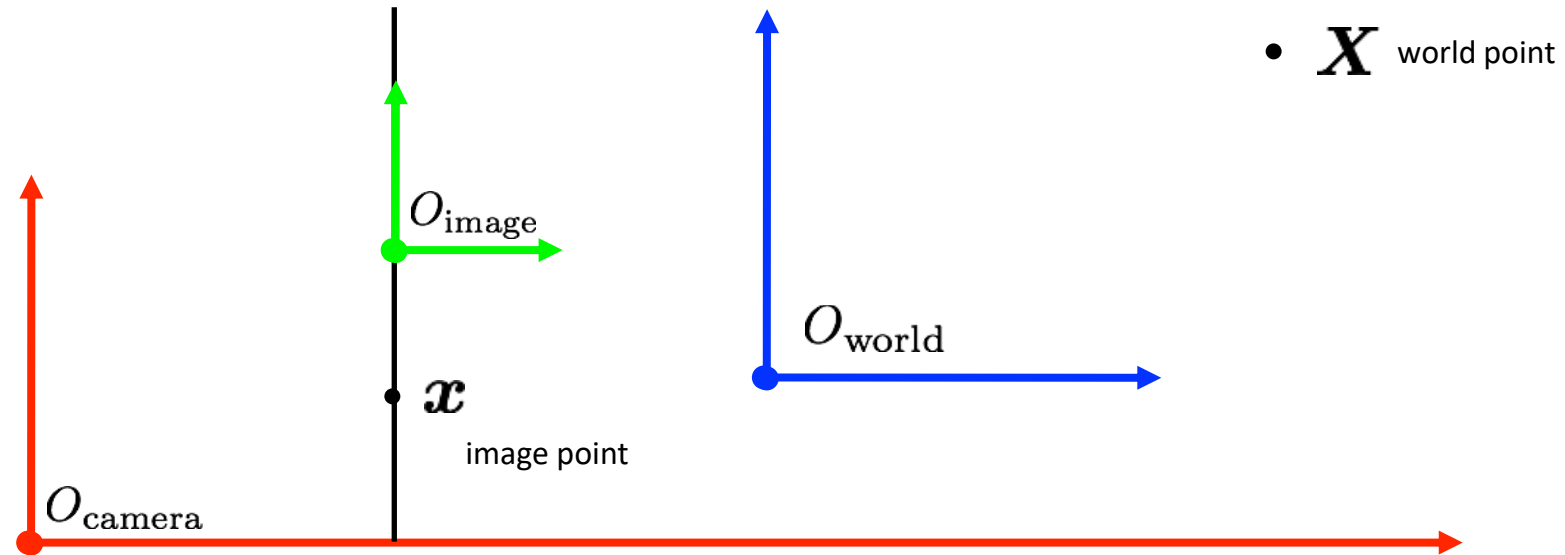 X world point
O_image
O_world
x
image point
O_camera